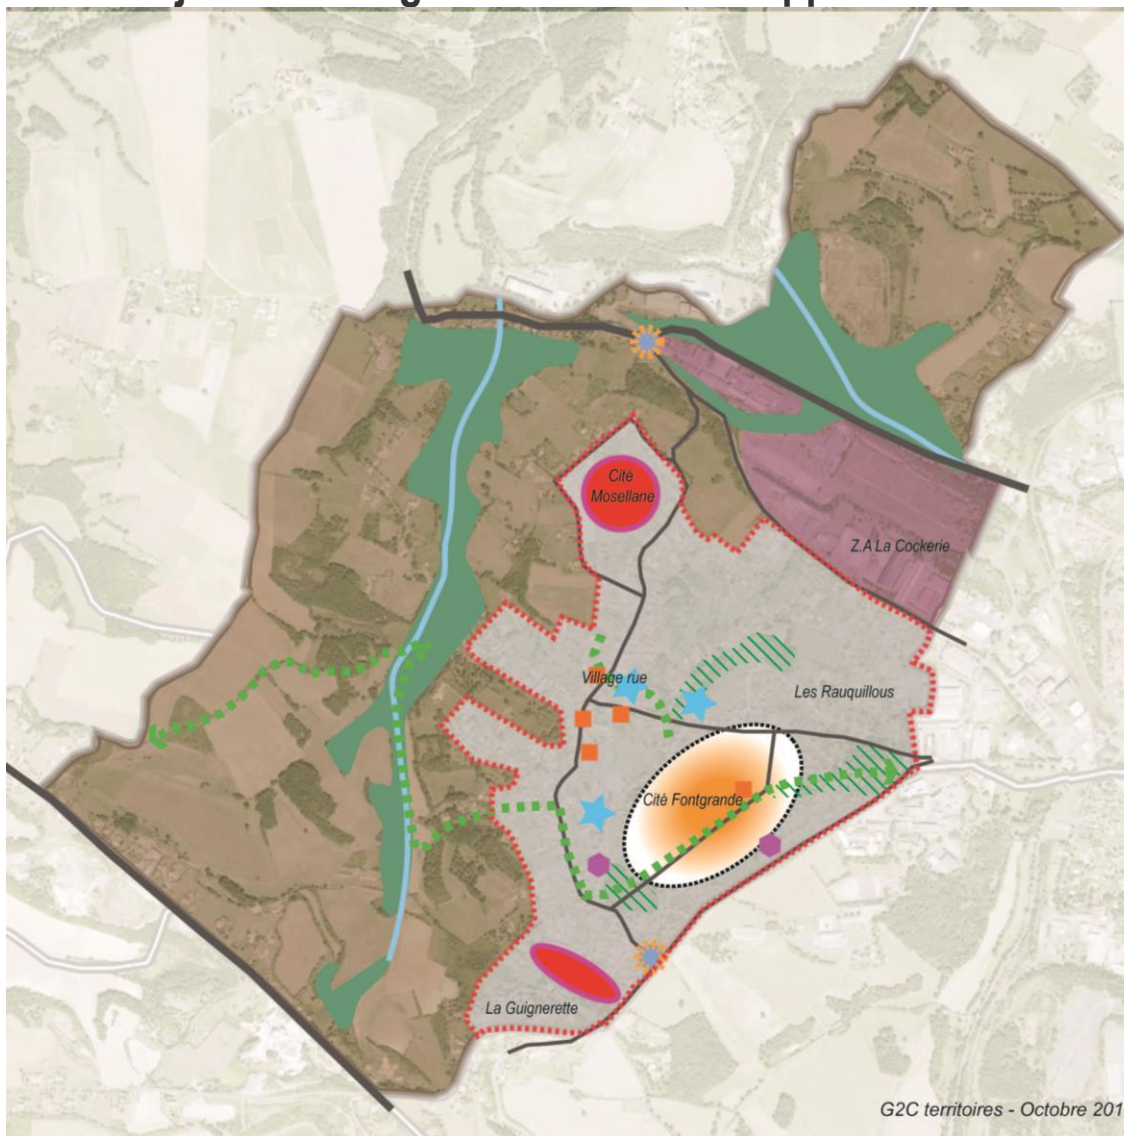 Cité
Mosellane
Z.A La Cockerie
Village rue
Les Rauquillous
Cité Fontgrande
La Guignerette
G2C territoires - Octobre 201